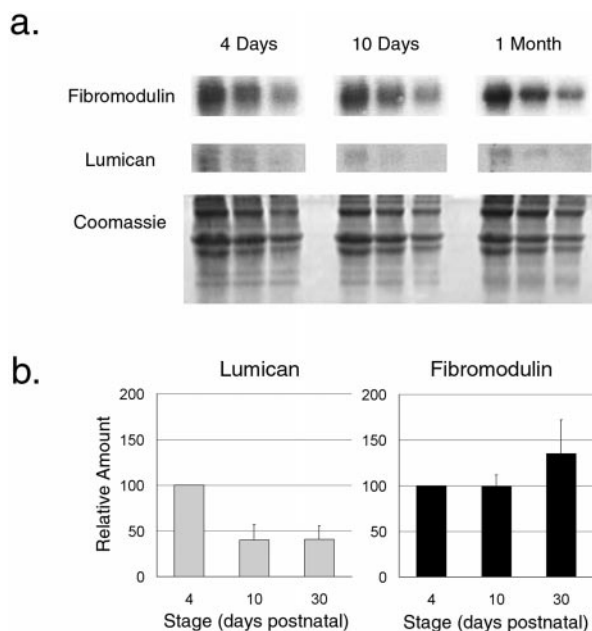 a.
4 Days 10 Days 1 Month
Fibromodulin
Lumican
Coomassie
b.
Lumican Fibromodulin
Relative Amount
200 200
150 150
100 100
50 50
0 0
4 10 30 4 10 30
Stage (days postnatal) Stage (days postnatal)